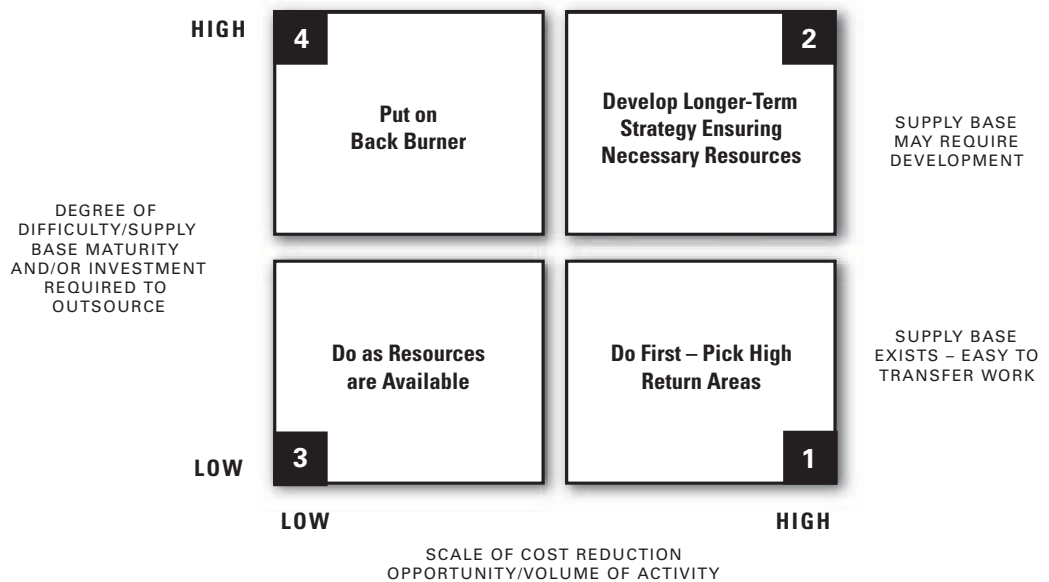 HIGH
4
Put on
Back Burner
2
Develop Longer-Term
Strategy Ensuring
Necessary Resources
SUPPLY BASE
MAY REQUIRE
DEVELOPMENT
DEGREE OF
DIFFICULTY/SUPPLY
BASE MATURITY
AND/OR INVESTMENT
REQUIRED TO
OUTSOURCE
Do as Resources
are Available
3
Do First – Pick High
Return Areas
1
SUPPLY BASE
EXISTS – EASY TO
TRANSFER WORK
LOW
LOW
HIGH
SCALE OF COST REDUCTION
OPPORTUNITY/VOLUME OF ACTIVITY